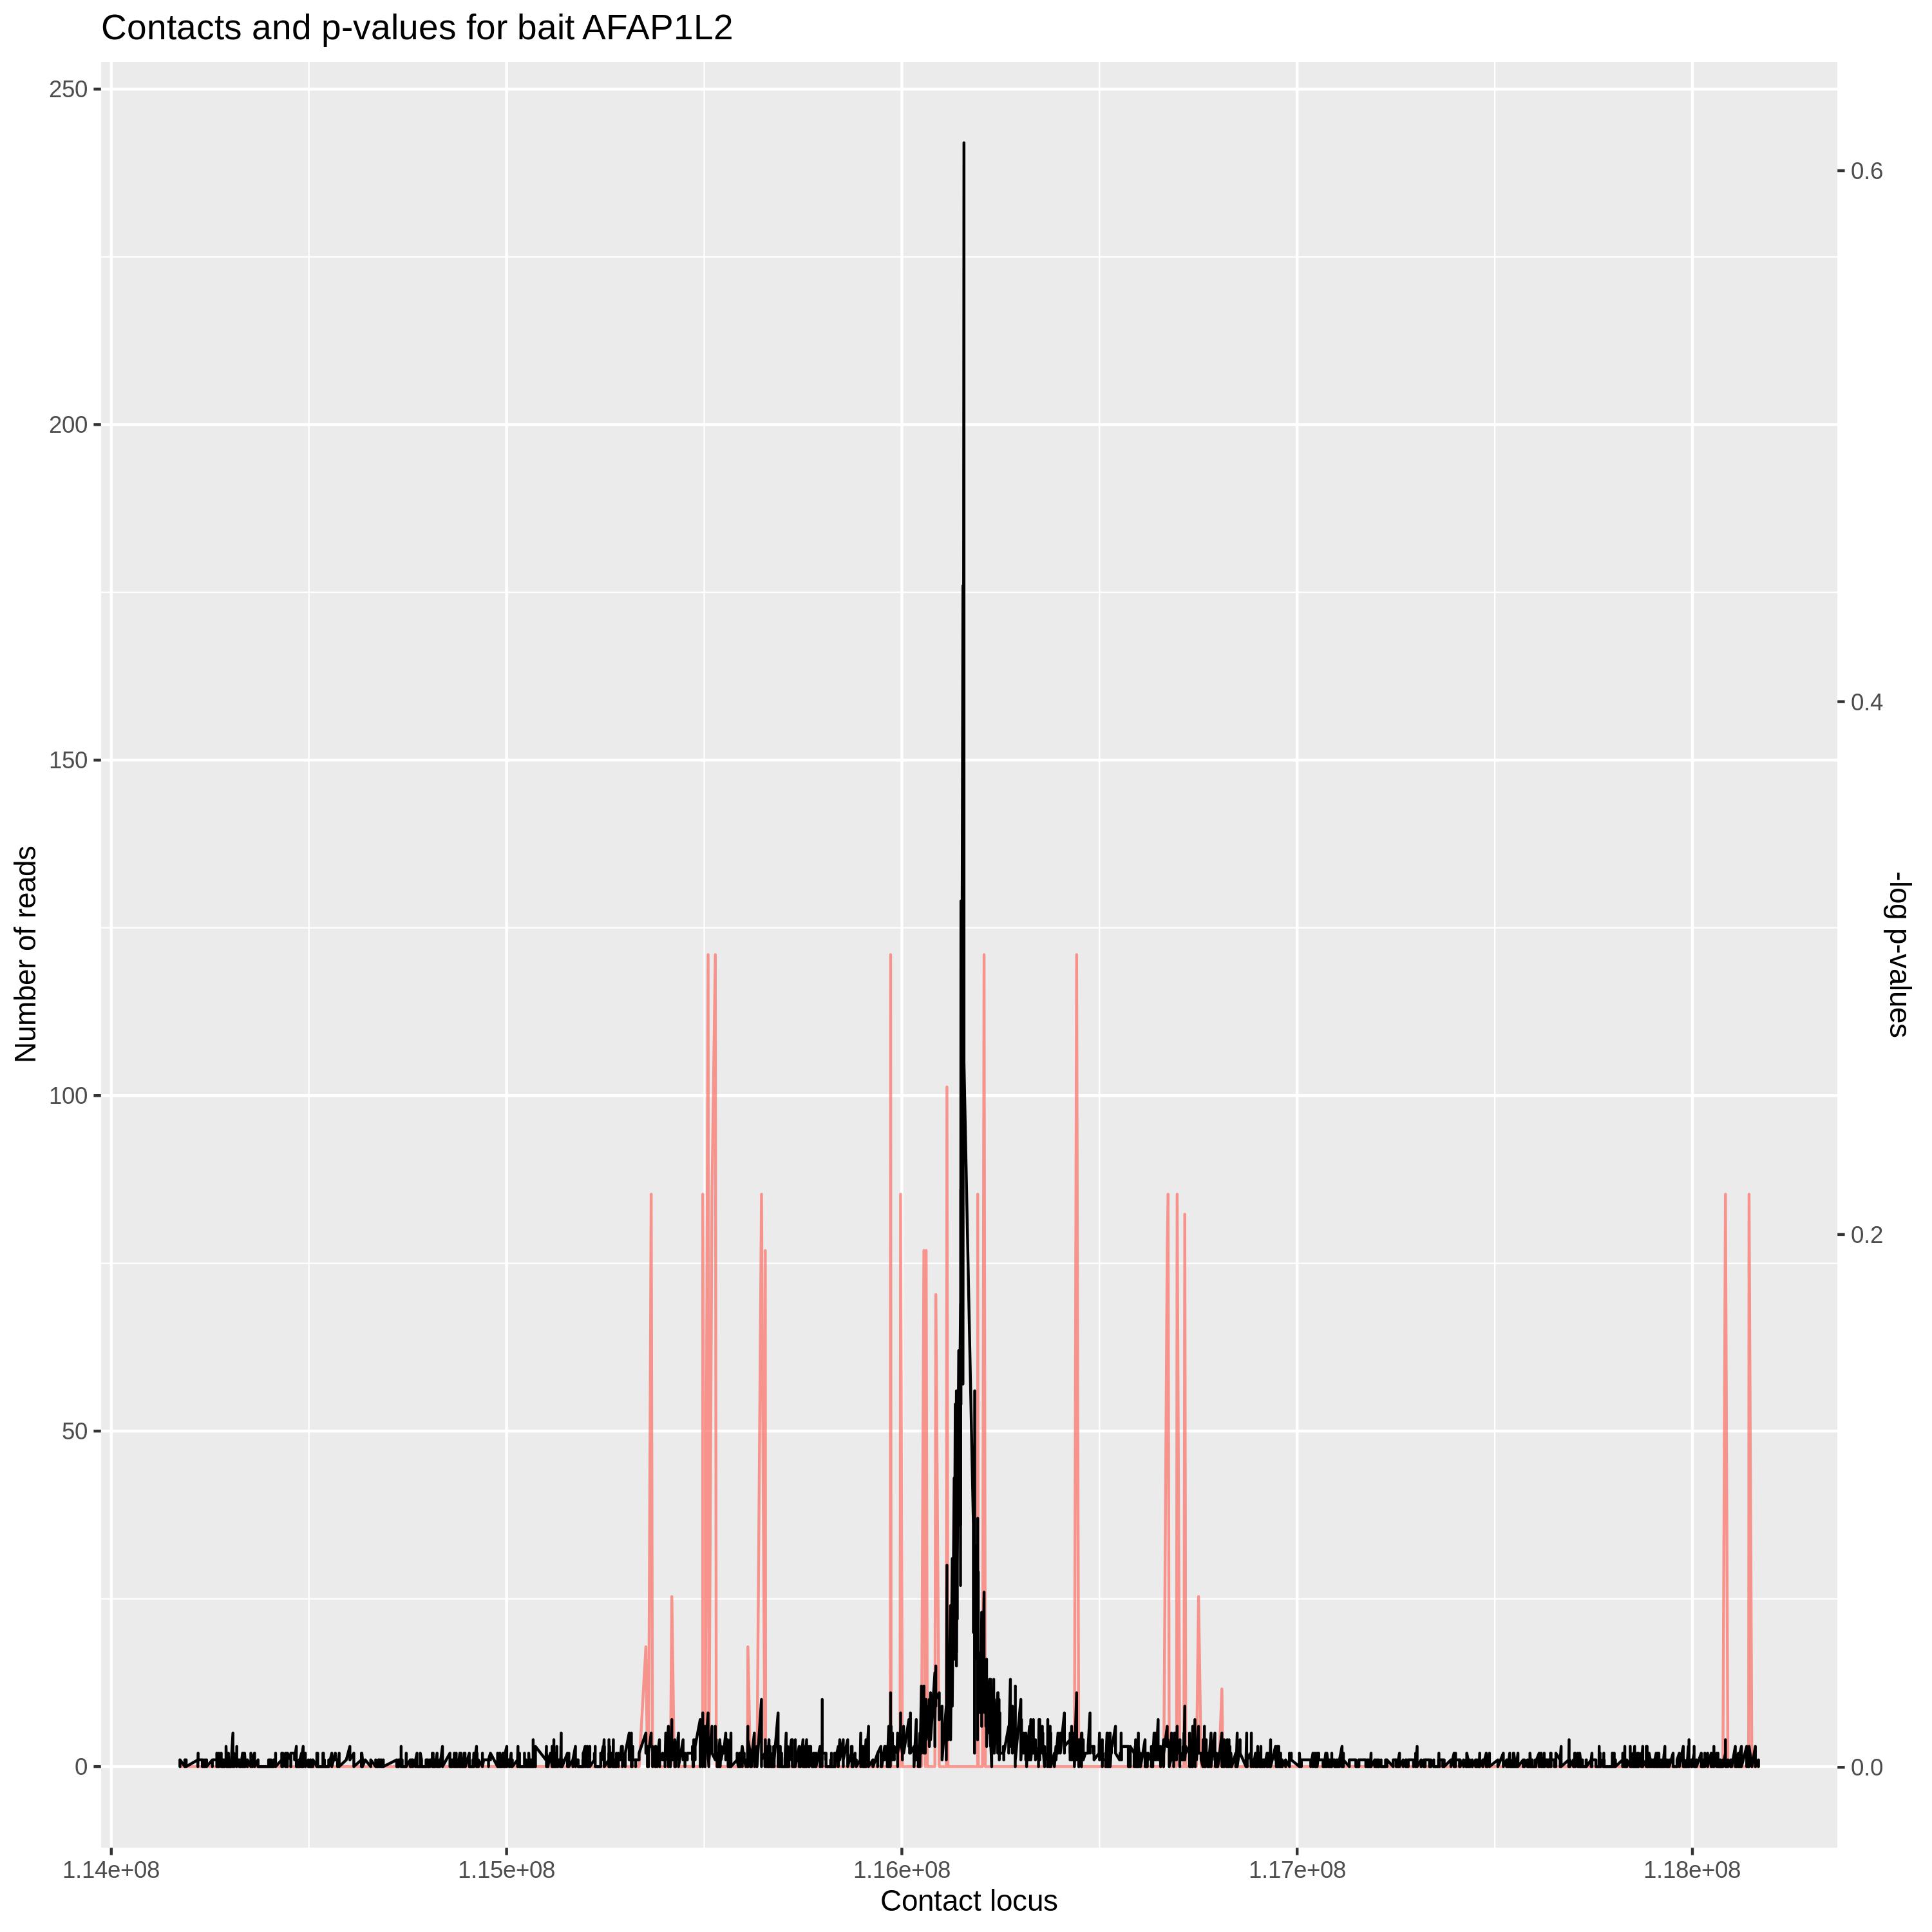 Contacts and p-values for bait AFAP1L2
250
200
150
100
50
0
Number of reads
0.6
0.4
0.2
0.0
-log p-values
1.14e+08
1.15e+08
1.16e+08
1.17e+08
1.18e+08
Contact locus